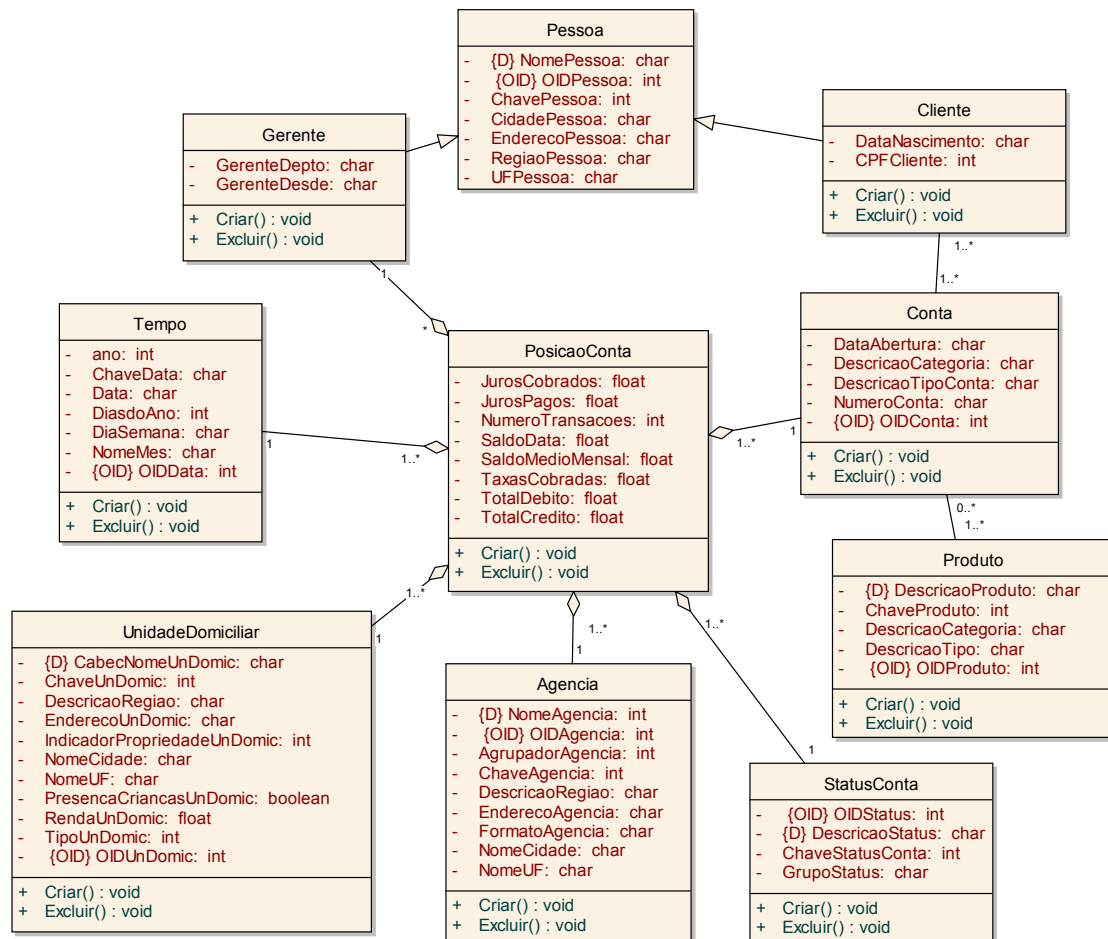 Pessoa
- {D} NomePessoa: char
- {OID} OIDPessoa: int
- ChavePessoa: int
- CidadePessoa: char
- EnderecoPessoa: char
- RegiaoPessoa: char
- UFPessoa: char
Gerente
- GerenteDepto: char
- GerenteDesde: char
+ Criar() : void
+ Excluir() : void
Cliente
- DataNascimento: char
- CPFCliente: int
+ Criar() : void
+ Excluir() : void
1..*
1..*
1
*
Tempo
- ano: int
- ChaveData: char
- Data: char
- DiasdoAno: int
- DiaSemana: char
- NomeMes: char
- {OID} OIDData: int
+ Criar() : void
+ Excluir() : void
1
1..*
PosicaoConta
- JurosCobrados: float
- JurosPagos: float
- NumeroTransacoes: int
- SaldoData: float
- SaldoMedioMensal: float
- TaxasCobradas: float
- TotalDebito: float
- TotalCredito: float
+ Criar() : void
+ Excluir() : void
1..*
1
Conta
- DataAbertura: char
- DescricaoCategoria: char
- DescricaoTipoConta: char
- NumeroConta: char
- {OID} OIDConta: int
+ Criar() : void
+ Excluir() : void
0..*
1..*
Produto
- {D} DescricaoProduto: char
- ChaveProduto: int
- DescricaoCategoria: char
- DescricaoTipo: char
- {OID} OIDProduto: int
+ Criar() : void
+ Excluir() : void
1..*
1
UnidadeDomiciliar
- {D} CabecNomeUnDomic: char
- ChaveUnDomic: int
- DescricaoRegiao: char
- EnderecoUnDomic: char
- IndicadorPropriedadeUnDomic: int
- NomeCidade: char
- NomeUF: char
- PresencaCriancasUnDomic: boolean
- RendaUnDomic: float
- TipoUnDomic: int
- {OID} OIDUnDomic: int
+ Criar() : void
+ Excluir() : void
1..*
1
Agencia
- {D} NomeAgencia: int
- {OID} OIDAgencia: int
- AgrupadorAgencia: int
- ChaveAgencia: int
- DescricaoRegiao: char
- EnderecoAgencia: char
- FormatoAgencia: char
- NomeCidade: char
- NomeUF: char
+ Criar() : void
+ Excluir() : void
1..*
1
StatusConta
- {OID} OIDStatus: int
- {D} DescricaoStatus: char
- ChaveStatusConta: int
- GrupoStatus: char
+ Criar() : void
+ Excluir() : void